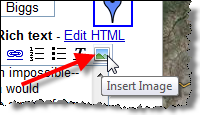 Biggs
Rich text - Edit HTML
T
n impossible--
would
Insert Image